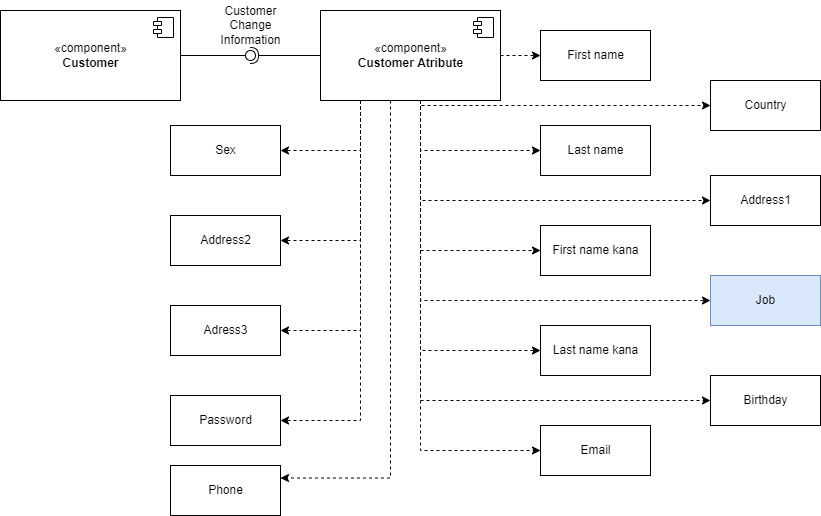 Customer
Change
Information
«component»
Customer
«component»
Customer Atribute
First name
Country
Sex
Last name
Address1
Address2
First name kana
Job
Adress3
Last name kana
Birthday
Password
Email
Phone